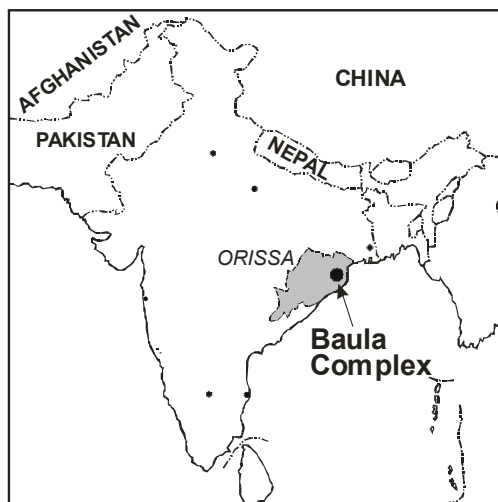 AFGHANISTAN
CHINA
PAKISTAN
NEPAL
ORISSA
Baula
Complex